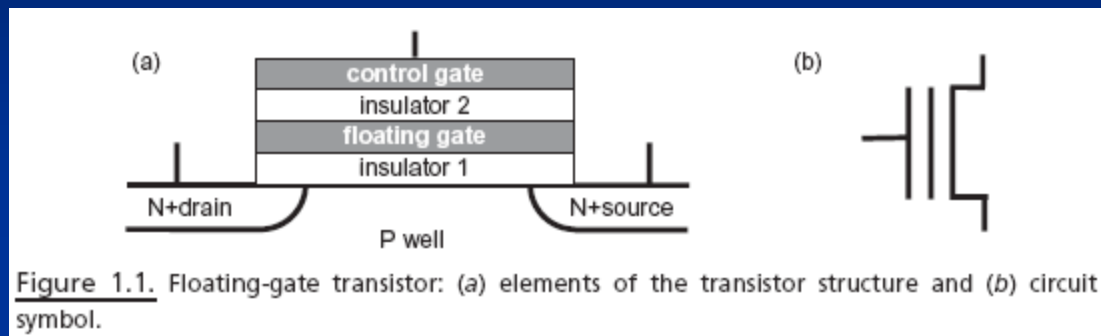 (a)
control gate
insulator 2
floating gate
insulator 1
N+drain
N+source
P well
(b)
Figure 1.1. Floating-gate transistor: (a) elements of the transistor structure and (b) circuit
symbol.